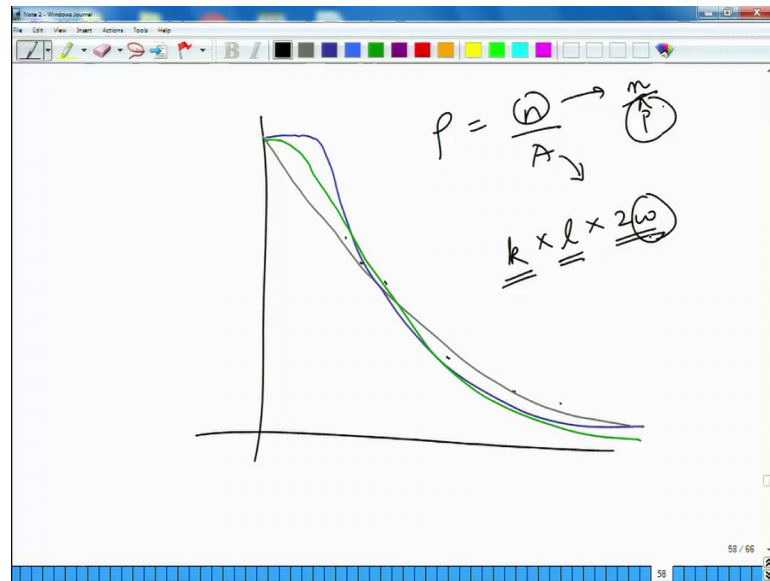 Note 2 - Windows Journal
File Edit View Insert Actions Tools Help
B I
ρ = n / A → n / p
k × l × 2ω
58 / 66
58